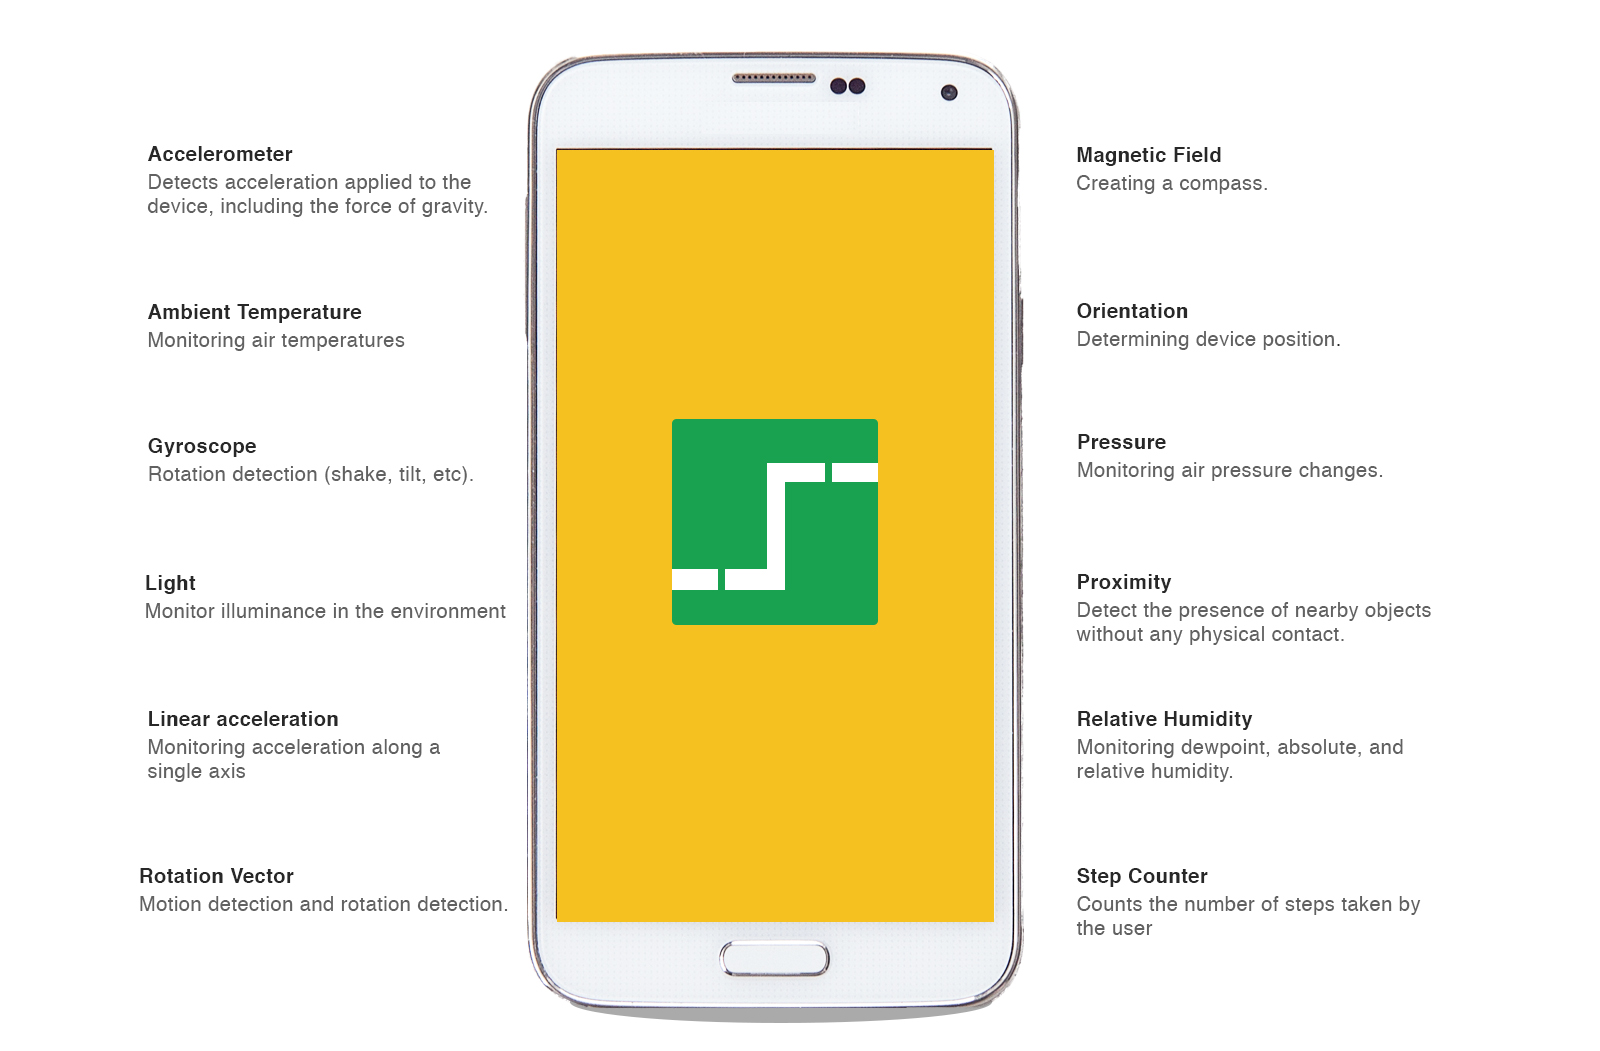 Accelerometer
Detects acceleration applied to the
device, including the force of gravity.
Ambient Temperature
Monitoring air temperatures
Gyroscope
Rotation detection (shake, tilt, etc).
Light
Monitor illuminance in the environment
Linear acceleration
Monitoring acceleration along a
single axis
Rotation Vector
Motion detection and rotation detection.
Magnetic Field
Creating a compass.
Orientation
Determining device position.
Pressure
Monitoring air pressure changes.
Proximity
Detect the presence of nearby objects
without any physical contact.
Relative Humidity
Monitoring dewpoint, absolute, and
relative humidity.
Step Counter
Counts the number of steps taken by
the user